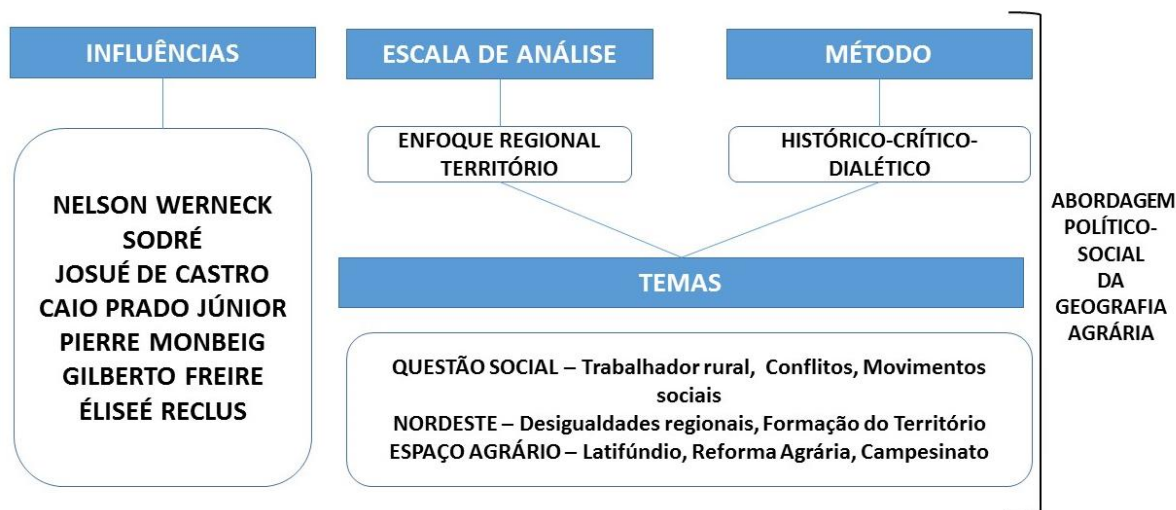 INFLUÊNCIAS
NELSON WERNECK
SODRÉ
JOSUÉ DE CASTRO
CAIO PRADO JÚNIOR
PIERRE MONBEIG
GILBERTO FREIRE
ÉLISEÉ RECLUS
ESCALA DE ANÁLISE
ENFOQUE REGIONAL
TERRITÓRIO
MÉTODO
HISTÓRICO-CRÍTICO-
DIALÉTICO
TEMAS
QUESTÃO SOCIAL – Trabalhador rural, Conflitos, Movimentos
sociais
NORDESTE – Desigualdades regionais, Formação do Território
ESPAÇO AGRÁRIO – Latifúndio, Reforma Agrária, Campesinato
ABORDAGEM
POLÍTICO-
SOCIAL
DA
GEOGRAFIA
AGRÁRIA